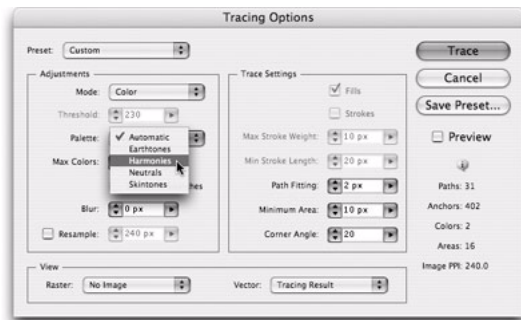 Tracing Options
Preset: Custom
Trace
Cancel
Save Preset...
Preview
Paths: 31
Anchors: 402
Colors: 2
Areas: 16
Image PPI: 240.0
Adjustments
Mode: Color
Threshold: 230
Palette:
Automatic
Earthtones
Harmonies
Neutrals
Skintones
Max Colors:
Blur: 0 px
Resample: 240 px
Trace Settings
Fills
Strokes
Max Stroke Weight: 10 px
Min Stroke Length: 20 px
Path Fitting: 2 px
Minimum Area: 10 px
Corner Angle: 20
View
Raster: No Image
Vector: Tracing Result